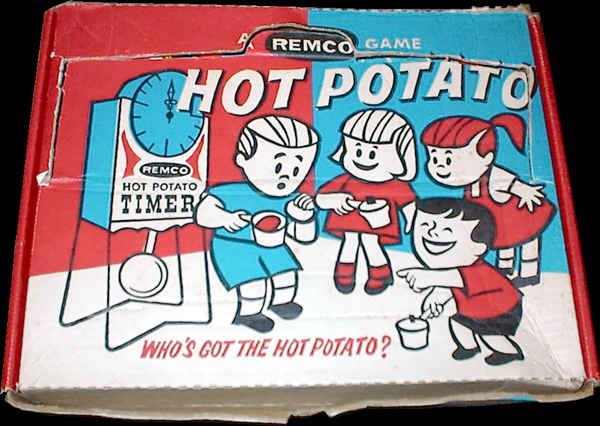 A REMCO GAME
HOT POTATO
REMCO
HOT POTATO
TIMER
WHO'S GOT THE HOT POTATO?